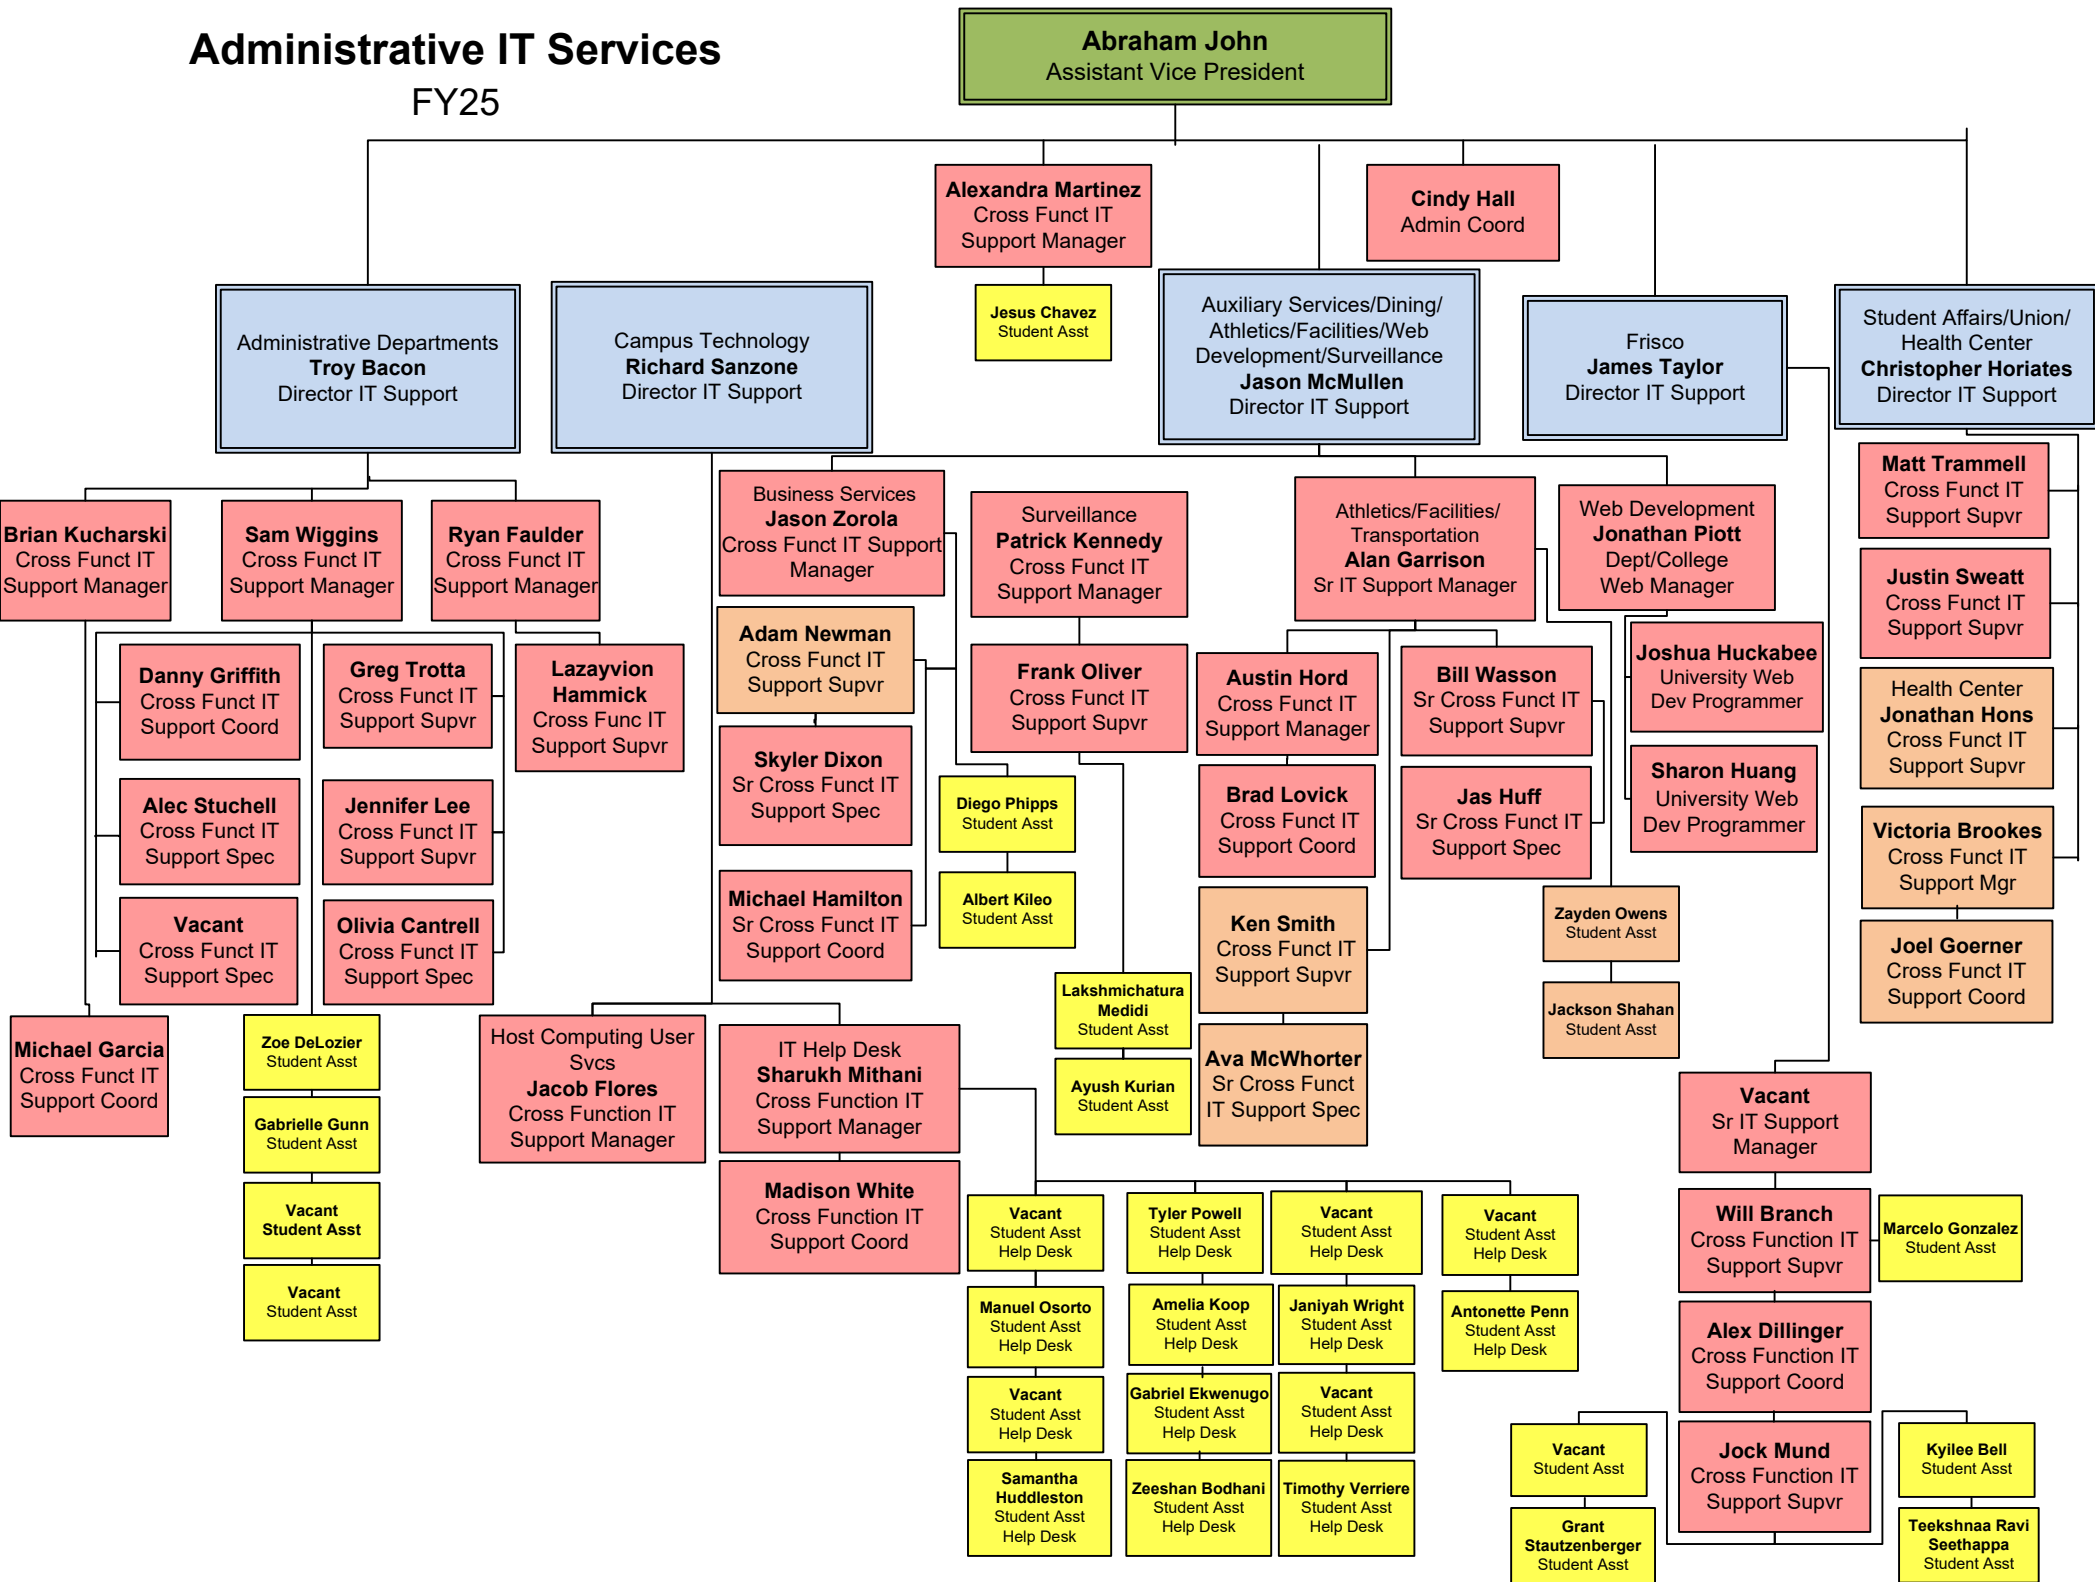 Administrative IT Services
FY25
Abraham John
Assistant Vice President
Alexandra Martinez
Cross Funct IT
Support Manager
Cindy Hall
Admin Coord
Jesus Chavez
Student Asst
Administrative Departments
Troy Bacon
Director IT Support
Campus Technology
Richard Sanzone
Director IT Support
Auxiliary Services/Dining/
Athletics/Facilities/Web
Development/Surveillance
Jason McMullen
Director IT Support
Frisco
James Taylor
Director IT Support
Student Affairs/Union/
Health Center
Christopher Horiates
Director IT Support
Brian Kucharski
Cross Funct IT
Support Manager
Sam Wiggins
Cross Funct IT
Support Manager
Ryan Faulder
Cross Funct IT
Support Manager
Danny Griffith
Cross Funct IT
Support Coord
Greg Trotta
Cross Funct IT
Support Supvr
Lazayvion
Hammick
Cross Func IT
Support Supvr
Alec Stuchell
Cross Funct IT
Support Spec
Jennifer Lee
Cross Funct IT
Support Supvr
Vacant
Cross Funct IT
Support Spec
Olivia Cantrell
Cross Funct IT
Support Spec
Michael Garcia
Cross Funct IT
Support Coord
Zoe DeLozier
Student Asst
Gabrielle Gunn
Student Asst
Vacant
Student Asst
Vacant
Student Asst
Host Computing User
Svcs
Jacob Flores
Cross Function IT
Support Manager
IT Help Desk
Sharukh Mithani
Cross Function IT
Support Manager
Madison White
Cross Function IT
Support Coord
Business Services
Jason Zorola
Cross Funct IT Support
Manager
Adam Newman
Cross Funct IT
Support Supvr
Skyler Dixon
Sr Cross Funct IT
Support Spec
Michael Hamilton
Sr Cross Funct IT
Support Coord
Diego Phipps
Student Asst
Albert Kileo
Student Asst
Surveillance
Patrick Kennedy
Cross Funct IT
Support Manager
Frank Oliver
Cross Funct IT
Support Supvr
Lakshmichatura
Medidi
Student Asst
Ayush Kurian
Student Asst
Athletics/Facilities/
Transportation
Alan Garrison
Sr IT Support Manager
Austin Hord
Cross Funct IT
Support Manager
Brad Lovick
Cross Funct IT
Support Coord
Bill Wasson
Sr Cross Funct IT
Support Supvr
Jas Huff
Sr Cross Funct IT
Support Spec
Ken Smith
Cross Funct IT
Support Supvr
Ava McWhorter
Sr Cross Funct
IT Support Spec
Zayden Owens
Student Asst
Jackson Shahan
Student Asst
Web Development
Jonathan Piott
Dept/College
Web Manager
Joshua Huckabee
University Web
Dev Programmer
Sharon Huang
University Web
Dev Programmer
Matt Trammell
Cross Funct IT
Support Supvr
Justin Sweatt
Cross Funct IT
Support Supvr
Health Center
Jonathan Hons
Cross Funct IT
Support Supvr
Victoria Brookes
Cross Funct IT
Support Mgr
Joel Goerner
Cross Funct IT
Support Coord
Vacant
Student Asst
Help Desk
Manuel Osorto
Student Asst
Help Desk
Vacant
Student Asst
Help Desk
Samantha
Huddleston
Student Asst
Help Desk
Tyler Powell
Student Asst
Help Desk
Amelia Koop
Student Asst
Help Desk
Gabriel Ekwenugo
Student Asst
Help Desk
Zeeshan Bodhani
Student Asst
Help Desk
Vacant
Student Asst
Help Desk
Janiyah Wright
Student Asst
Help Desk
Vacant
Student Asst
Help Desk
Timothy Verriere
Student Asst
Help Desk
Vacant
Student Asst
Help Desk
Antonette Penn
Student Asst
Help Desk
Vacant
Sr IT Support
Manager
Will Branch
Cross Function IT
Support Supvr
Marcelo Gonzalez
Student Asst
Alex Dillinger
Cross Function IT
Support Coord
Jock Mund
Cross Function IT
Support Supvr
Vacant
Student Asst
Grant
Stautzenberger
Student Asst
Kyilee Bell
Student Asst
Teekshnaa Ravi
Seethappa
Student Asst